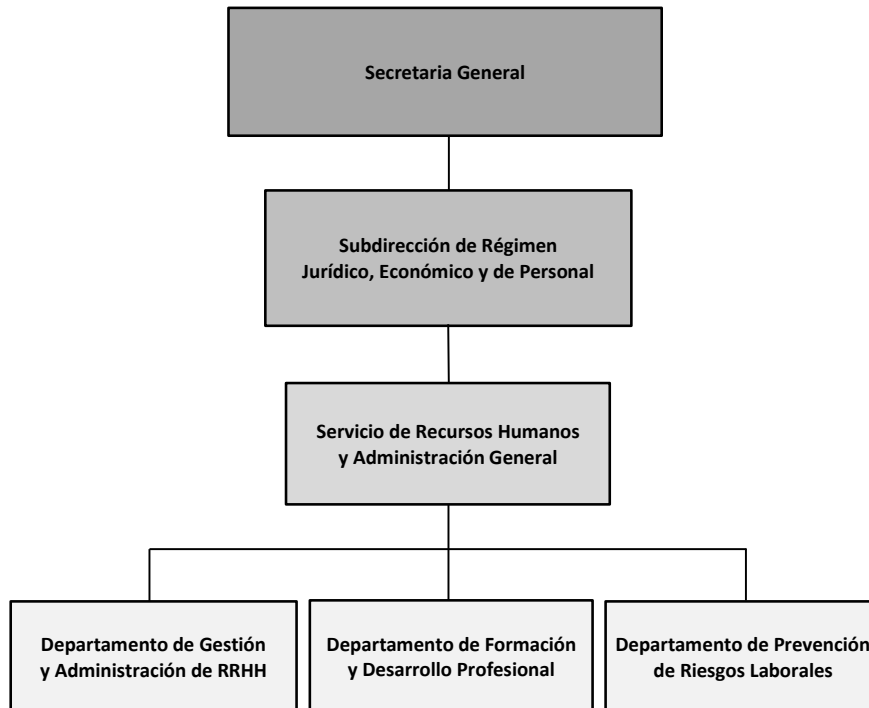 Secretaria General
Subdirección de Régimen
Jurídico, Económico y de Personal
Servicio de Recursos Humanos
y Administración General
Departamento de Gestión
y Administración de RRHH
Departamento de Formación
y Desarrollo Profesional
Departamento de Prevención
de Riesgos Laborales